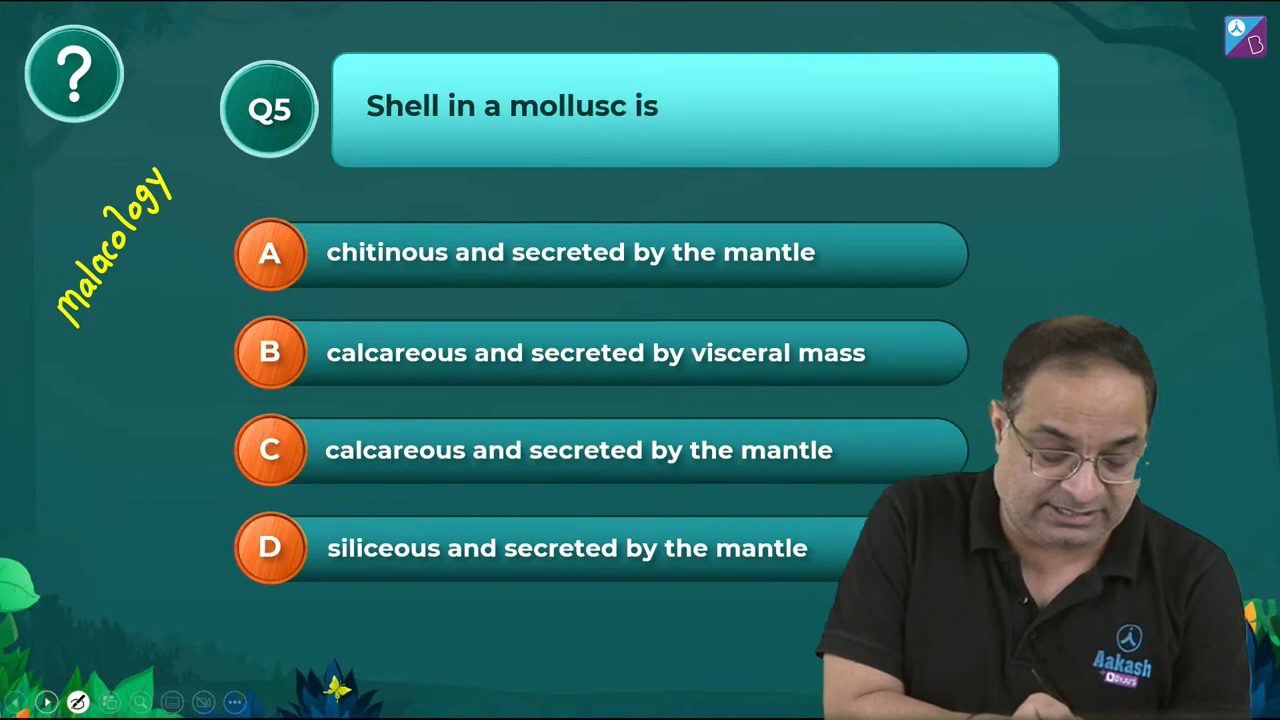 ?
Q5
Shell in a mollusc is
Malacology
A
chitinous and secreted by the mantle
B
calcareous and secreted by visceral mass
C
calcareous and secreted by the mantle
D
siliceous and secreted by the mantle
B
Aakash
BYJU'S